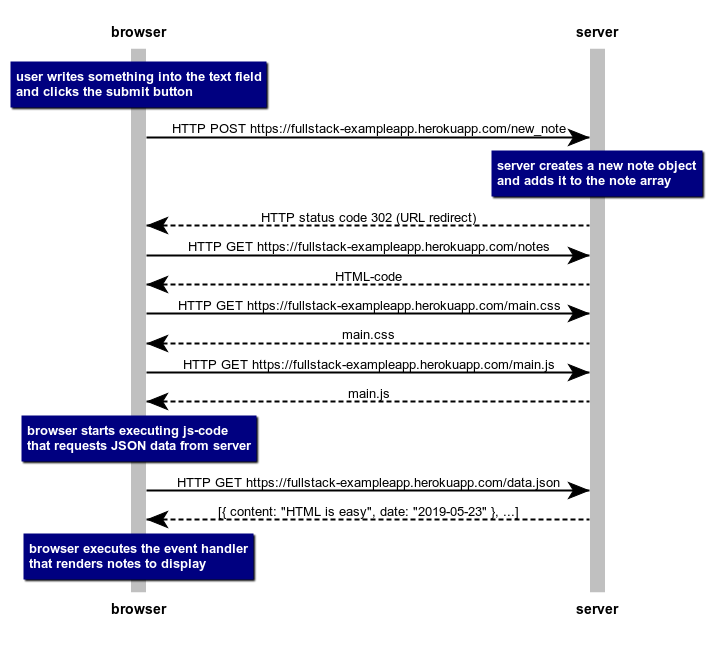 browser server
user writes something into the text field
and clicks the submit button
HTTP POST https://fullstack-exampleapp.herokuapp.com/new_note
server creates a new note object
and adds it to the note array
HTTP status code 302 (URL redirect)
HTTP GET https://fullstack-exampleapp.herokuapp.com/notes
HTML-code
HTTP GET https://fullstack-exampleapp.herokuapp.com/main.css
main.css
HTTP GET https://fullstack-exampleapp.herokuapp.com/main.js
main.js
browser starts executing js-code
that requests JSON data from server
HTTP GET https://fullstack-exampleapp.herokuapp.com/data.json
[{ content: "HTML is easy", date: "2019-05-23" }, ...]
browser executes the event handler
that renders notes to display
browser server